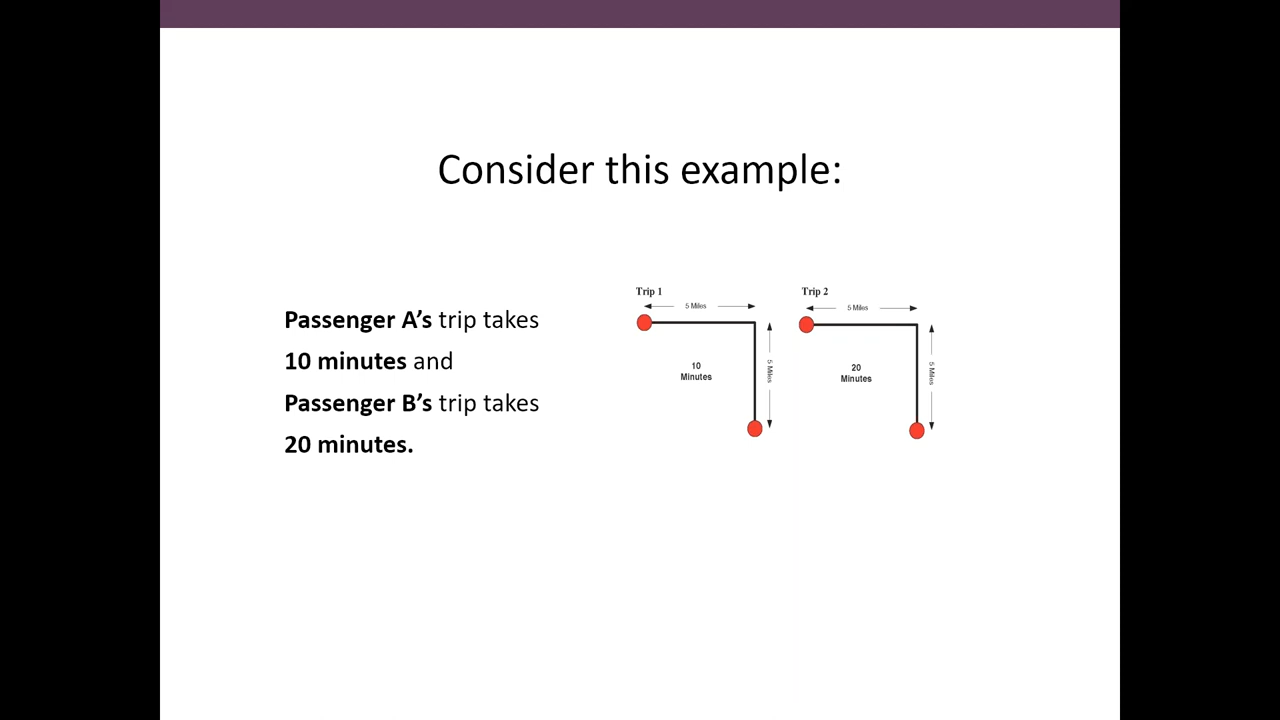 Consider this example:
Passenger A’s trip takes
10 minutes and
Passenger B’s trip takes
20 minutes.
Trip 1
5 Miles
10
Minutes
5 Miles
Trip 2
5 Miles
20
Minutes
5 Miles